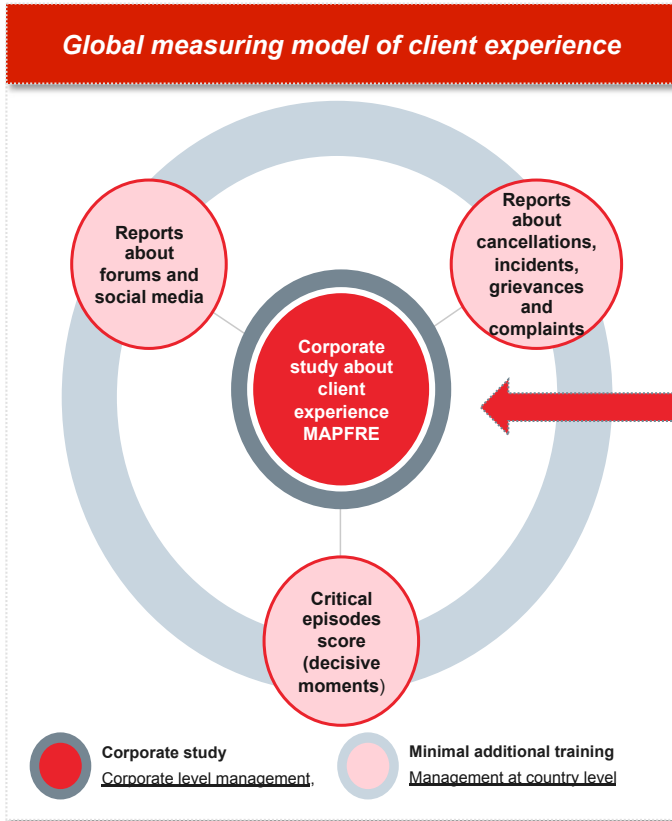 Global measuring model of client experience
Reports
about
forums and
social media
Reports
about
cancellations,
incidents,
grievances
and
complaints
Corporate
study about
client
experience
MAPFRE
Critical
episodes
score
(decisive
moments)
Corporate study
Corporate level management,
Minimal additional training
Management at country level